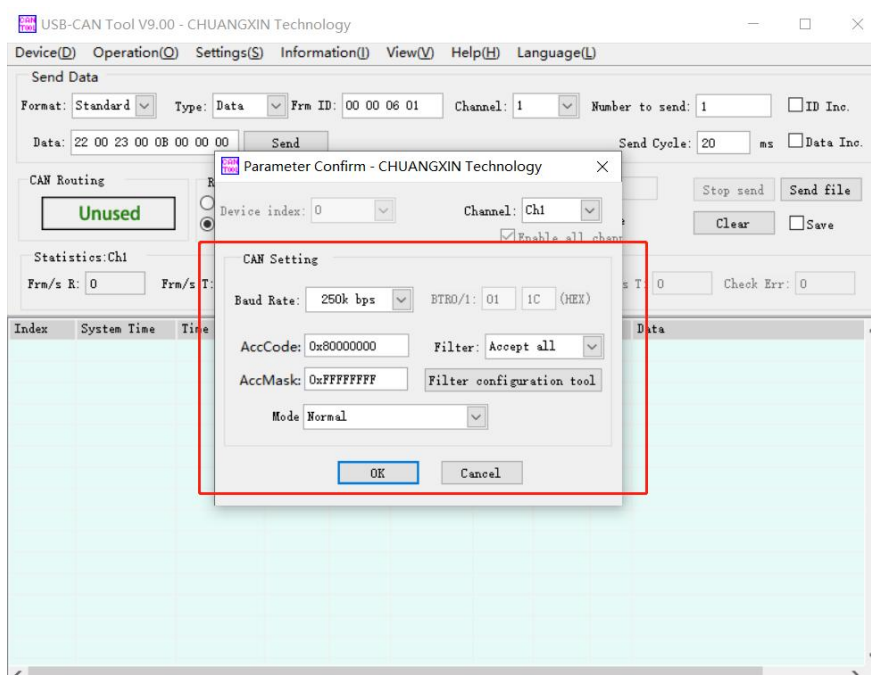 USB-CAN Tool V9.00 - CHUANGXIN Technology
Device(D) Operation(O) Settings(S) Information(I) View(V) Help(H) Language(L)
Send Data
Format: Standard Type: Data Frm ID: 00 00 06 01 Channel: 1 Number to send: 1 ID Inc.
Data: 22 00 23 00 0B 00 00 00 Send Send Cycle: 20 ms Data Inc.
CAN Routing
Unused
Stop send Send file
Clear Save
Statistics:Ch1
Frm/s R: 0 Frm/s T: s T: 0 Check Err: 0
Index System Time Time Data
CAN TOOL Parameter Confirm - CHUANGXIN Technology
Device index: 0 Channel: Ch1
Enable all chann
CAN Setting
Baud Rate: 250k bps BTR0/1: 01 1C (HEX)
AccCode: 0x80000000 Filter: Accept all
AccMask: 0xFFFFFFFF Filter configuration tool
Mode Normal
OK Cancel